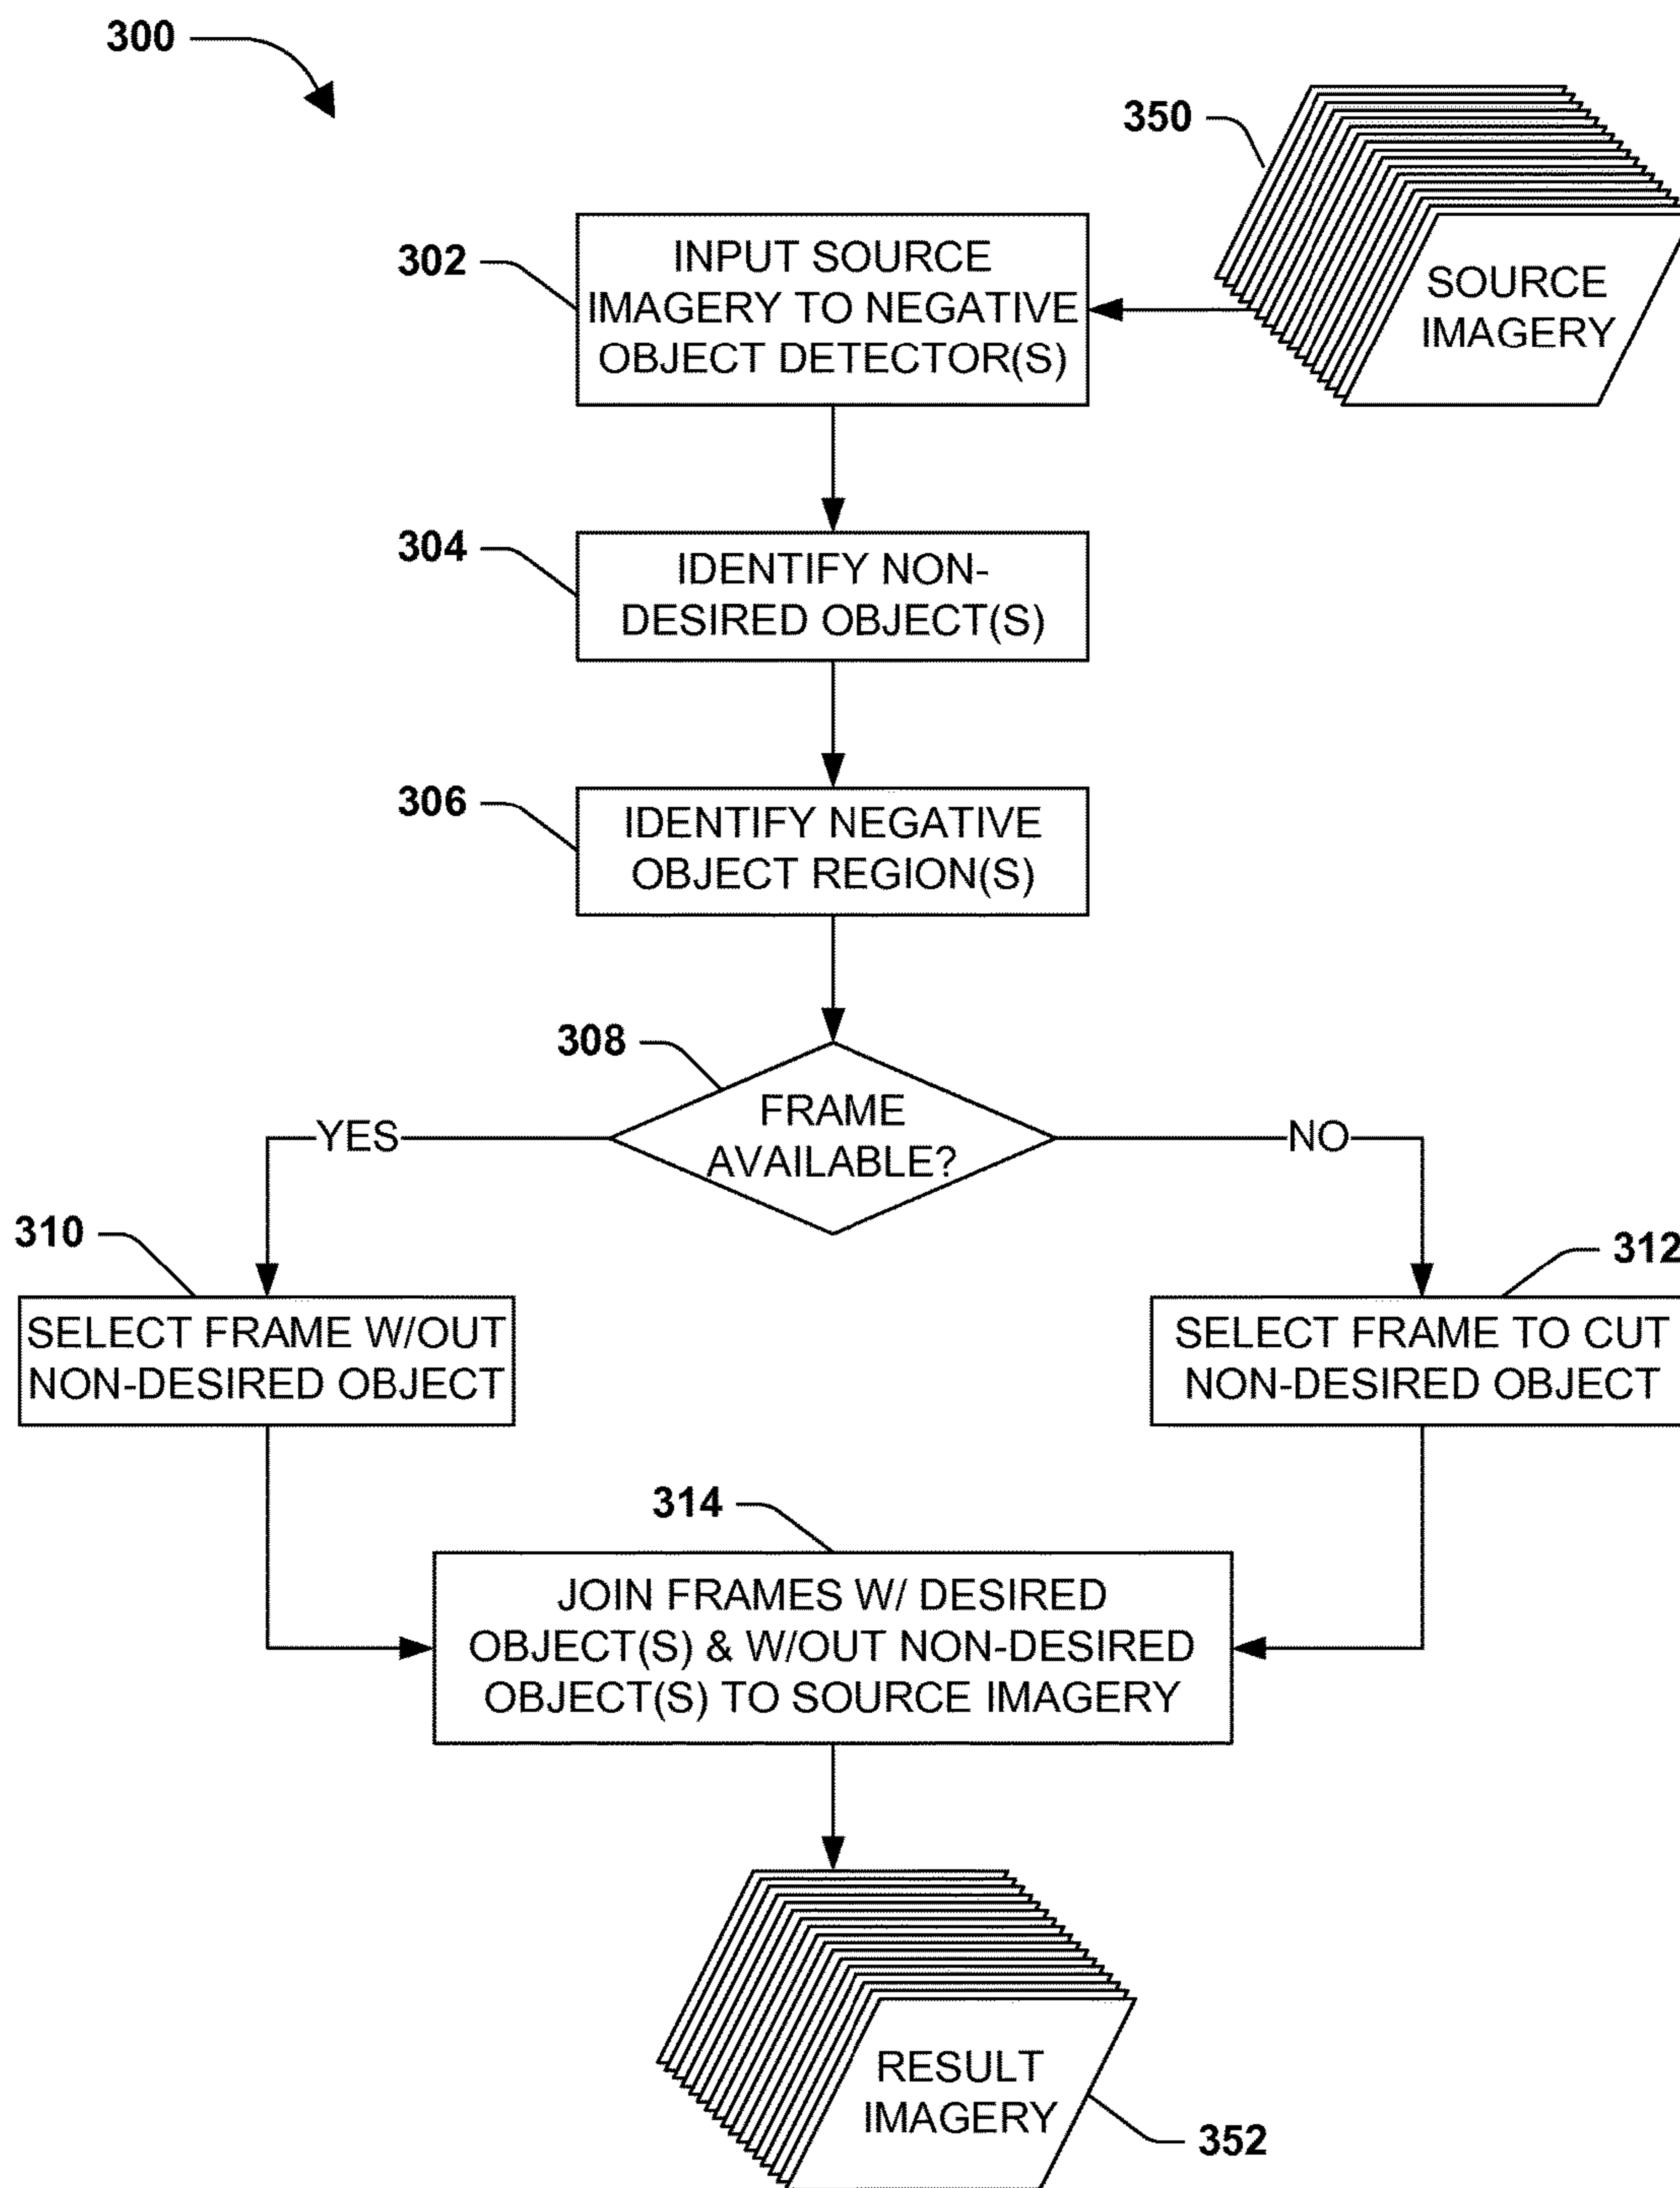 300
350
302
INPUT SOURCE
IMAGERY TO NEGATIVE
OBJECT DETECTOR(S)
SOURCE
IMAGERY
304
IDENTIFY NON-
DESIRED OBJECT(S)
306
IDENTIFY NEGATIVE
OBJECT REGION(S)
308
FRAME
AVAILABLE?
YES
NO
310
SELECT FRAME W/OUT
NON-DESIRED OBJECT
312
SELECT FRAME TO CUT
NON-DESIRED OBJECT
314
JOIN FRAMES W/ DESIRED
OBJECT(S) & W/OUT NON-DESIRED
OBJECT(S) TO SOURCE IMAGERY
RESULT
IMAGERY
352